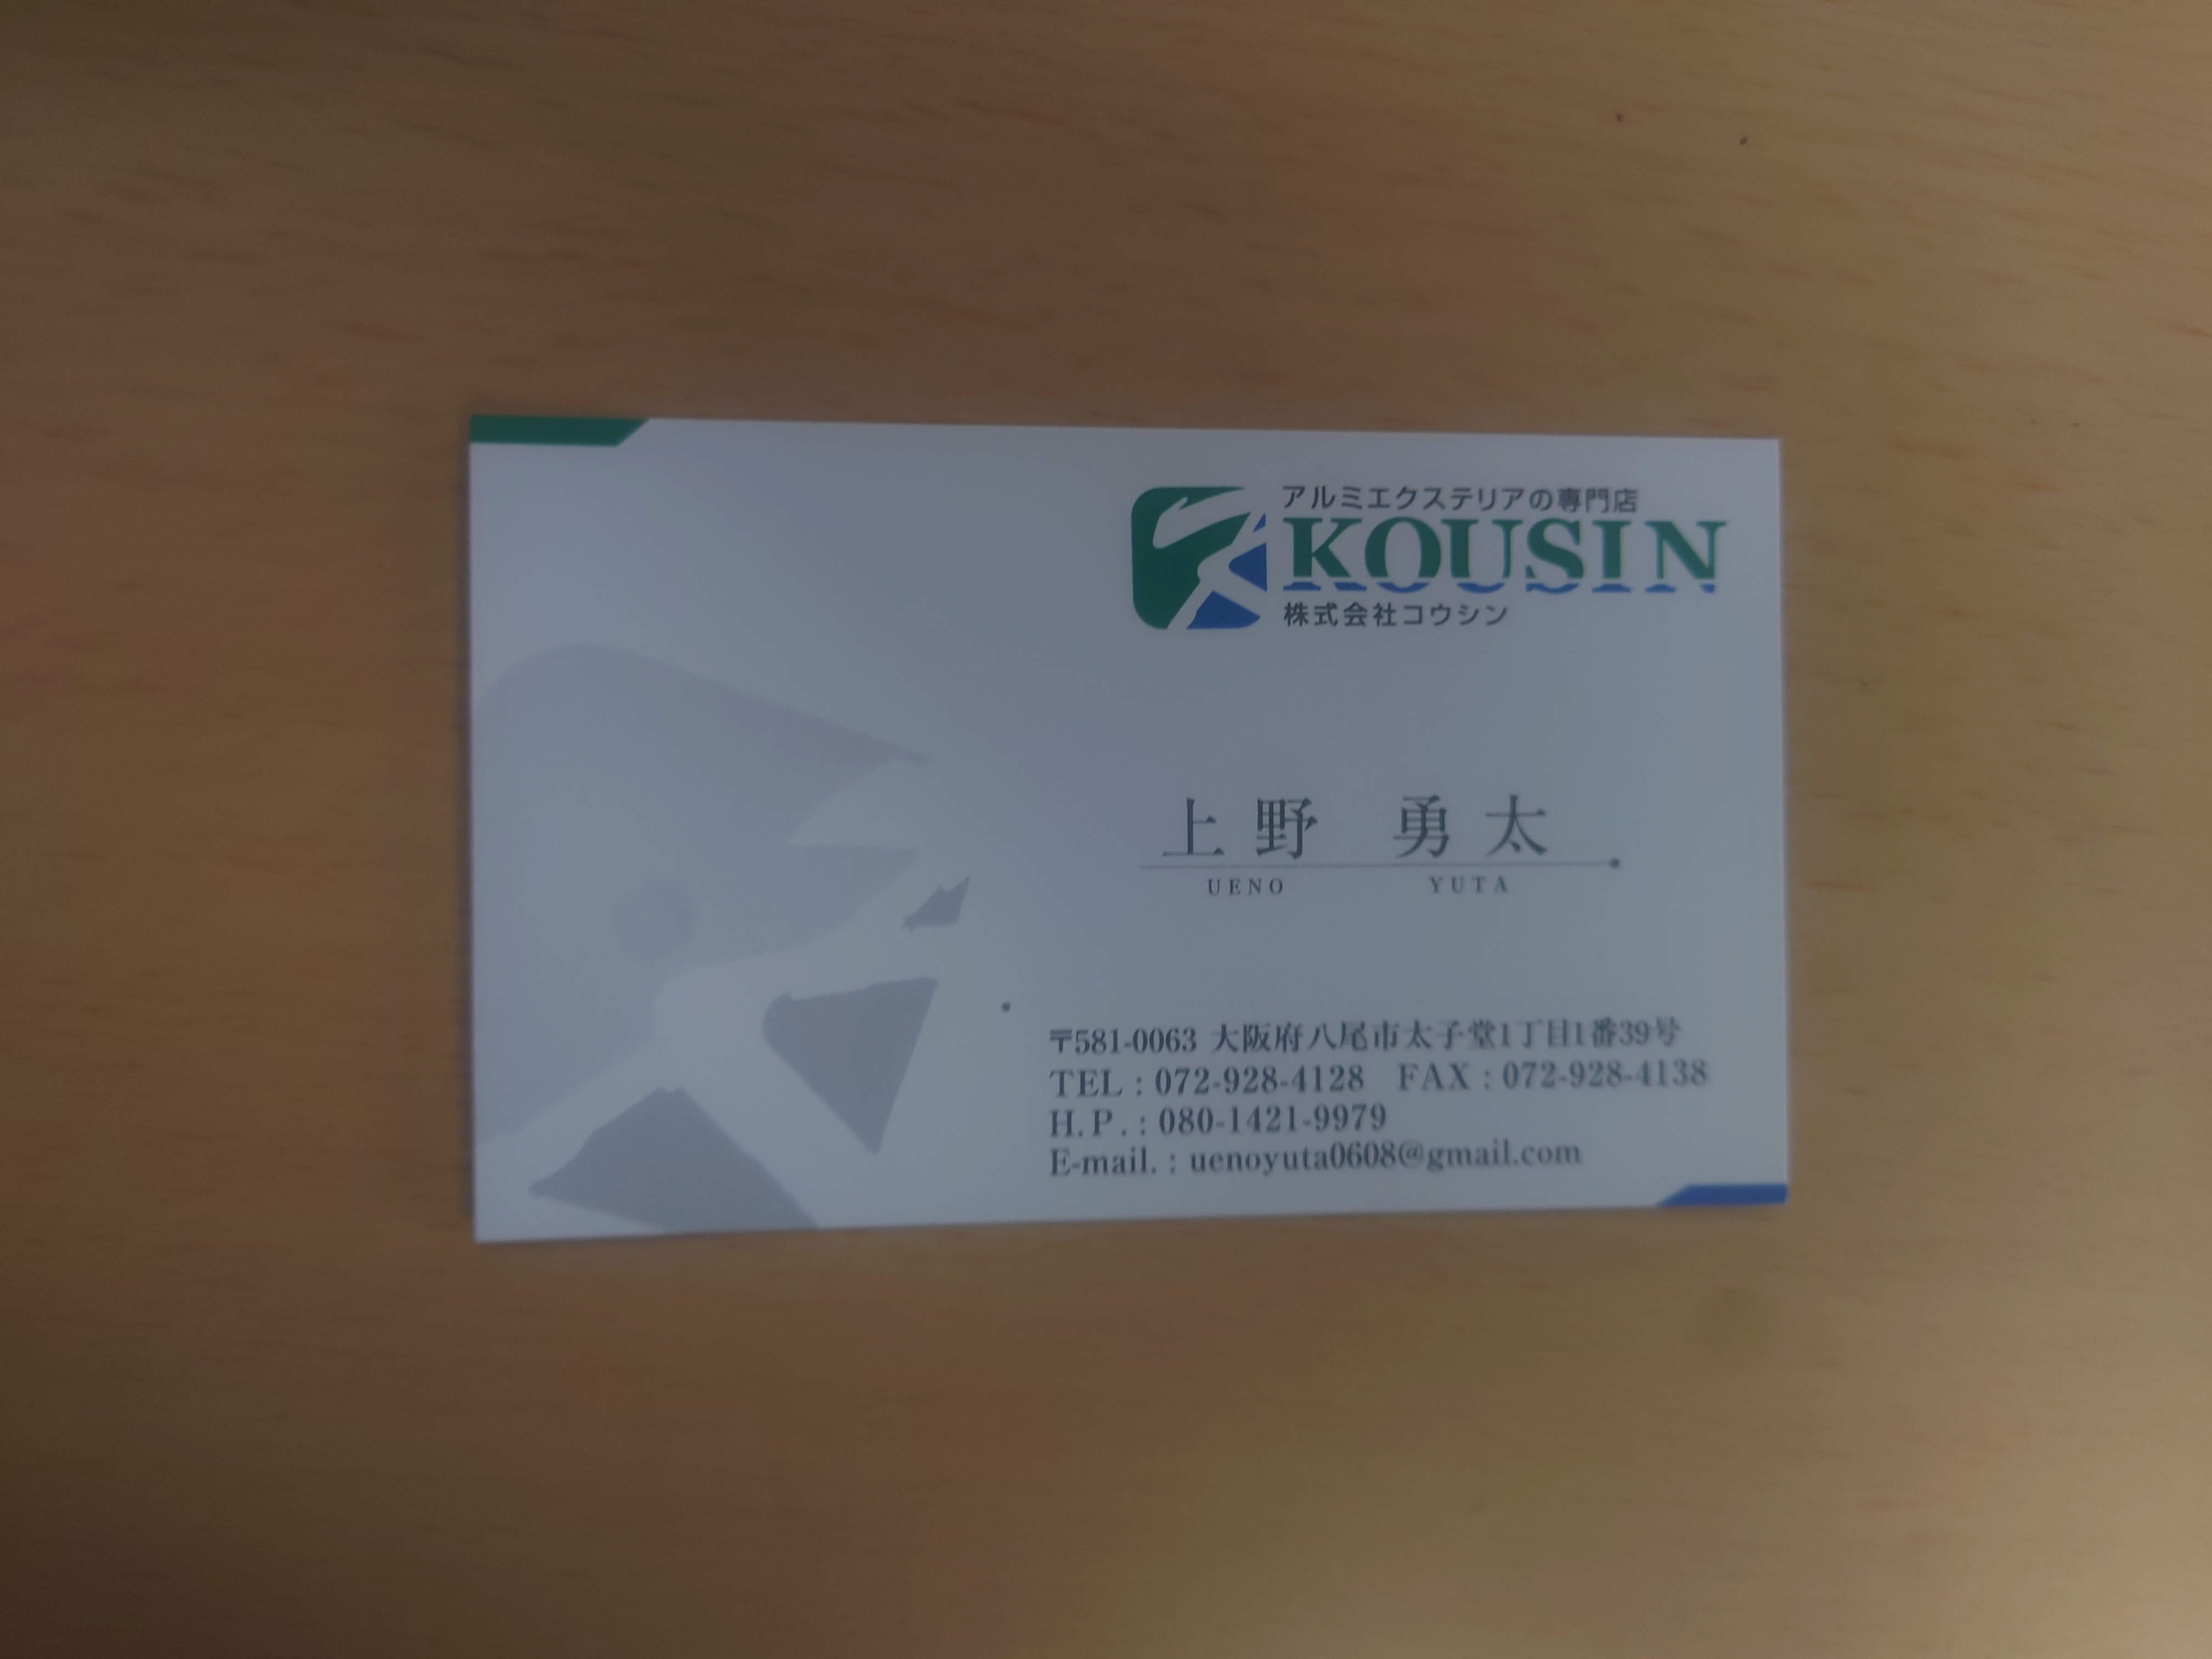 アルミエクステリアの専門店
KOUSIN
株式会社コウシン
上野 勇太
UENO YUTA
〒581-0063 大阪府八尾市太子堂1丁目1番39号
TEL : 072-928-4128 FAX : 072-928-4138
H.P. : 080-1421-9979
E-mail. : uenoyuta0608@gmail.com